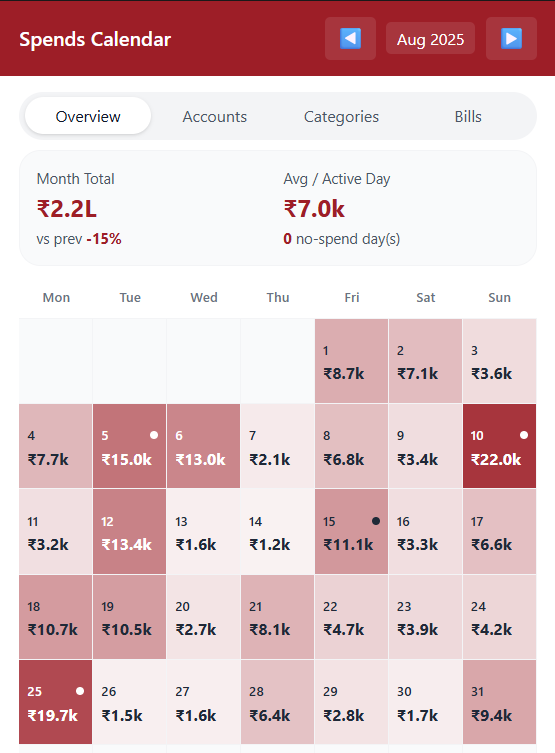 Spends Calendar
Aug 2025
Overview Accounts Categories Bills
Month Total Avg / Active Day
₹2.2L ₹7.0k
vs prev -15% 0 no-spend day(s)
Mon Tue Wed Thu Fri Sat Sun
1 2 3
₹8.7k ₹7.1k ₹3.6k
4 5 6 7 8 9 10
₹7.7k ₹15.0k ₹13.0k ₹2.1k ₹6.8k ₹3.4k ₹22.0k
11 12 13 14 15 16 17
₹3.2k ₹13.4k ₹1.6k ₹1.2k ₹11.1k ₹3.3k ₹6.6k
18 19 20 21 22 23 24
₹10.7k ₹10.5k ₹2.7k ₹8.1k ₹4.7k ₹3.9k ₹4.2k
25 26 27 28 29 30 31
₹19.7k ₹1.5k ₹1.6k ₹6.4k ₹2.8k ₹1.7k ₹9.4k